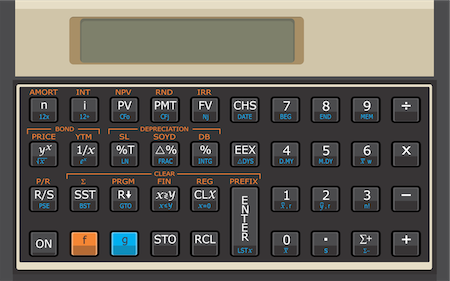 AMORT INT NPV RND IRR
n i PV PMT FV CHS 7 8 9 ÷
12x 12÷ CFo CFj Nj DATE BEG END MEM
BOND DEPRECIATION
PRICE YTM SL SOYD DB
yˣ 1/x %T Δ% % EEX 4 5 6 X
√x eˣ LN FRAC INTG ΔDYS D.MY M.DY x̄ w
CLEAR
P/R Σ PRGM FIN REG PREFIX
R/S SST R↓ x≷y CLX ENTER 1 2 3 −
PSE BST GTO x≤y x=0 x̂,r ŷ,r n!
ON f g STO RCL 0 · Σ+ +
LSTx x̄ s Σ-